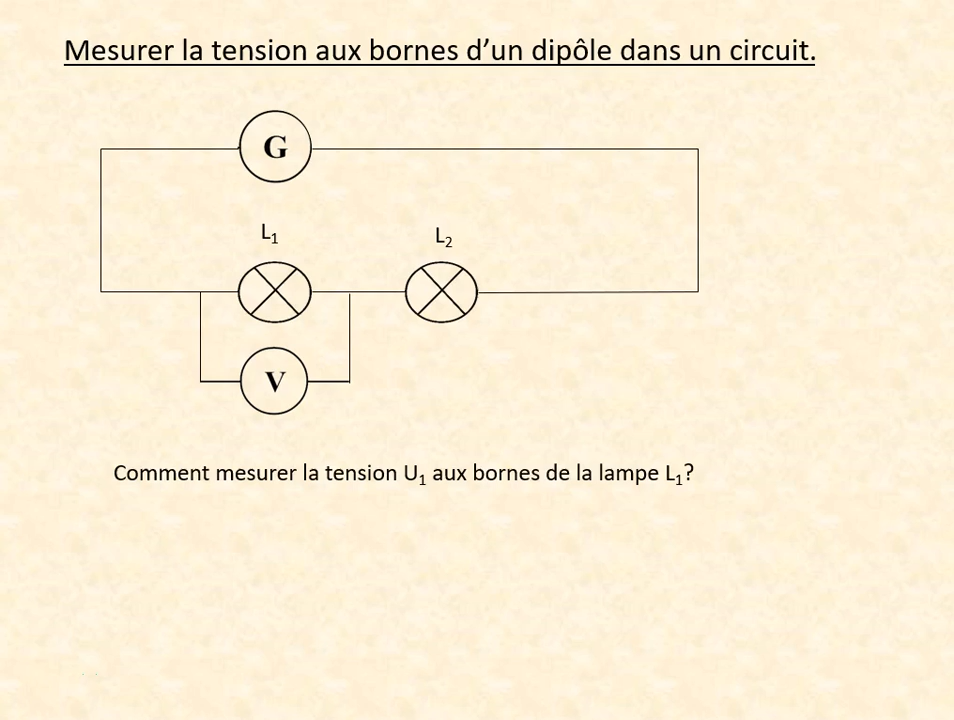 Mesurer la tension aux bornes d’un dipôle dans un circuit.
G
L₁ L₂
V
Comment mesurer la tension U₁ aux bornes de la lampe L₁?